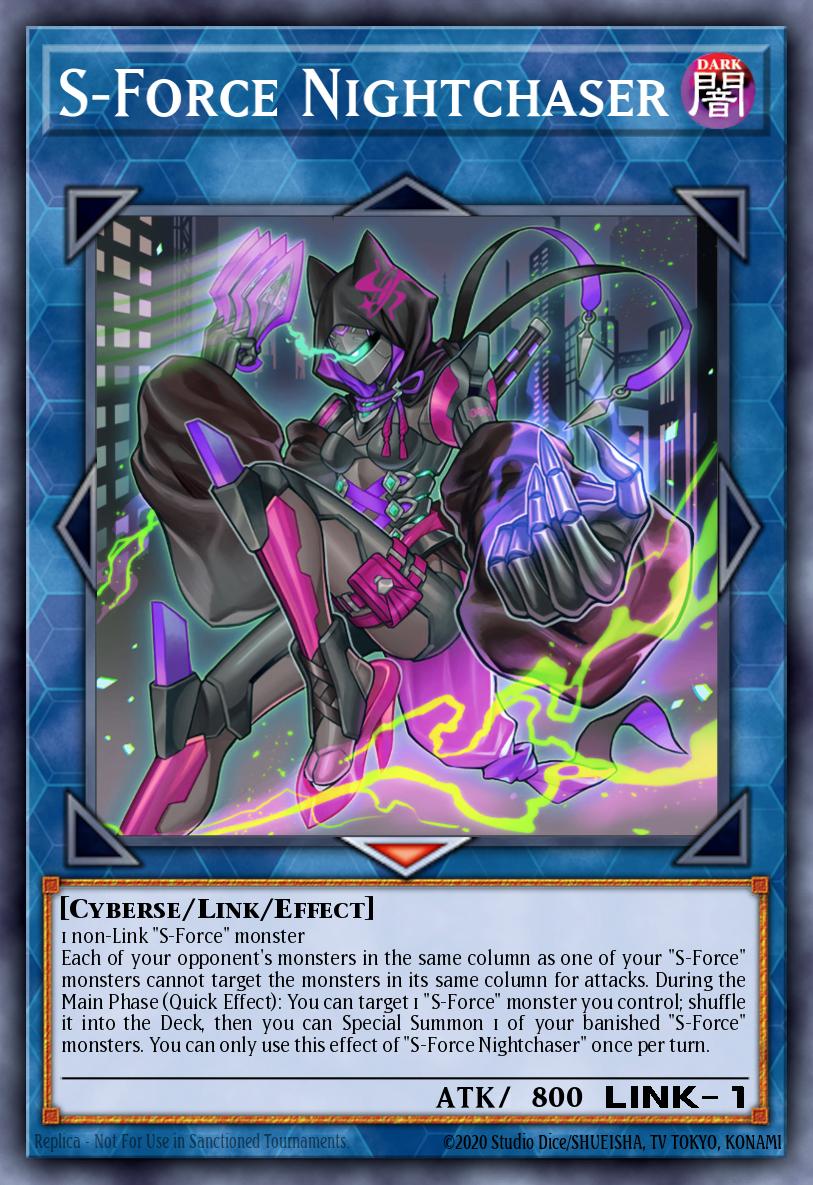 S-Force Nightchaser
DARK
闇
[Cyberse/Link/Effect]
1 non-Link "S-Force" monster
Each of your opponent's monsters in the same column as one of your "S-Force"
monsters cannot target the monsters in its same column for attacks. During the
Main Phase (Quick Effect): You can target 1 "S-Force" monster you control; shuffle
it into the Deck, then you can Special Summon 1 of your banished "S-Force"
monsters. You can only use this effect of "S-Force Nightchaser" once per turn.
ATK/ 800 LINK-1
Replica - Not For Use in Sanctioned Tournaments. ©2020 Studio Dice/SHUEISHA, TV TOKYO, KONAMI